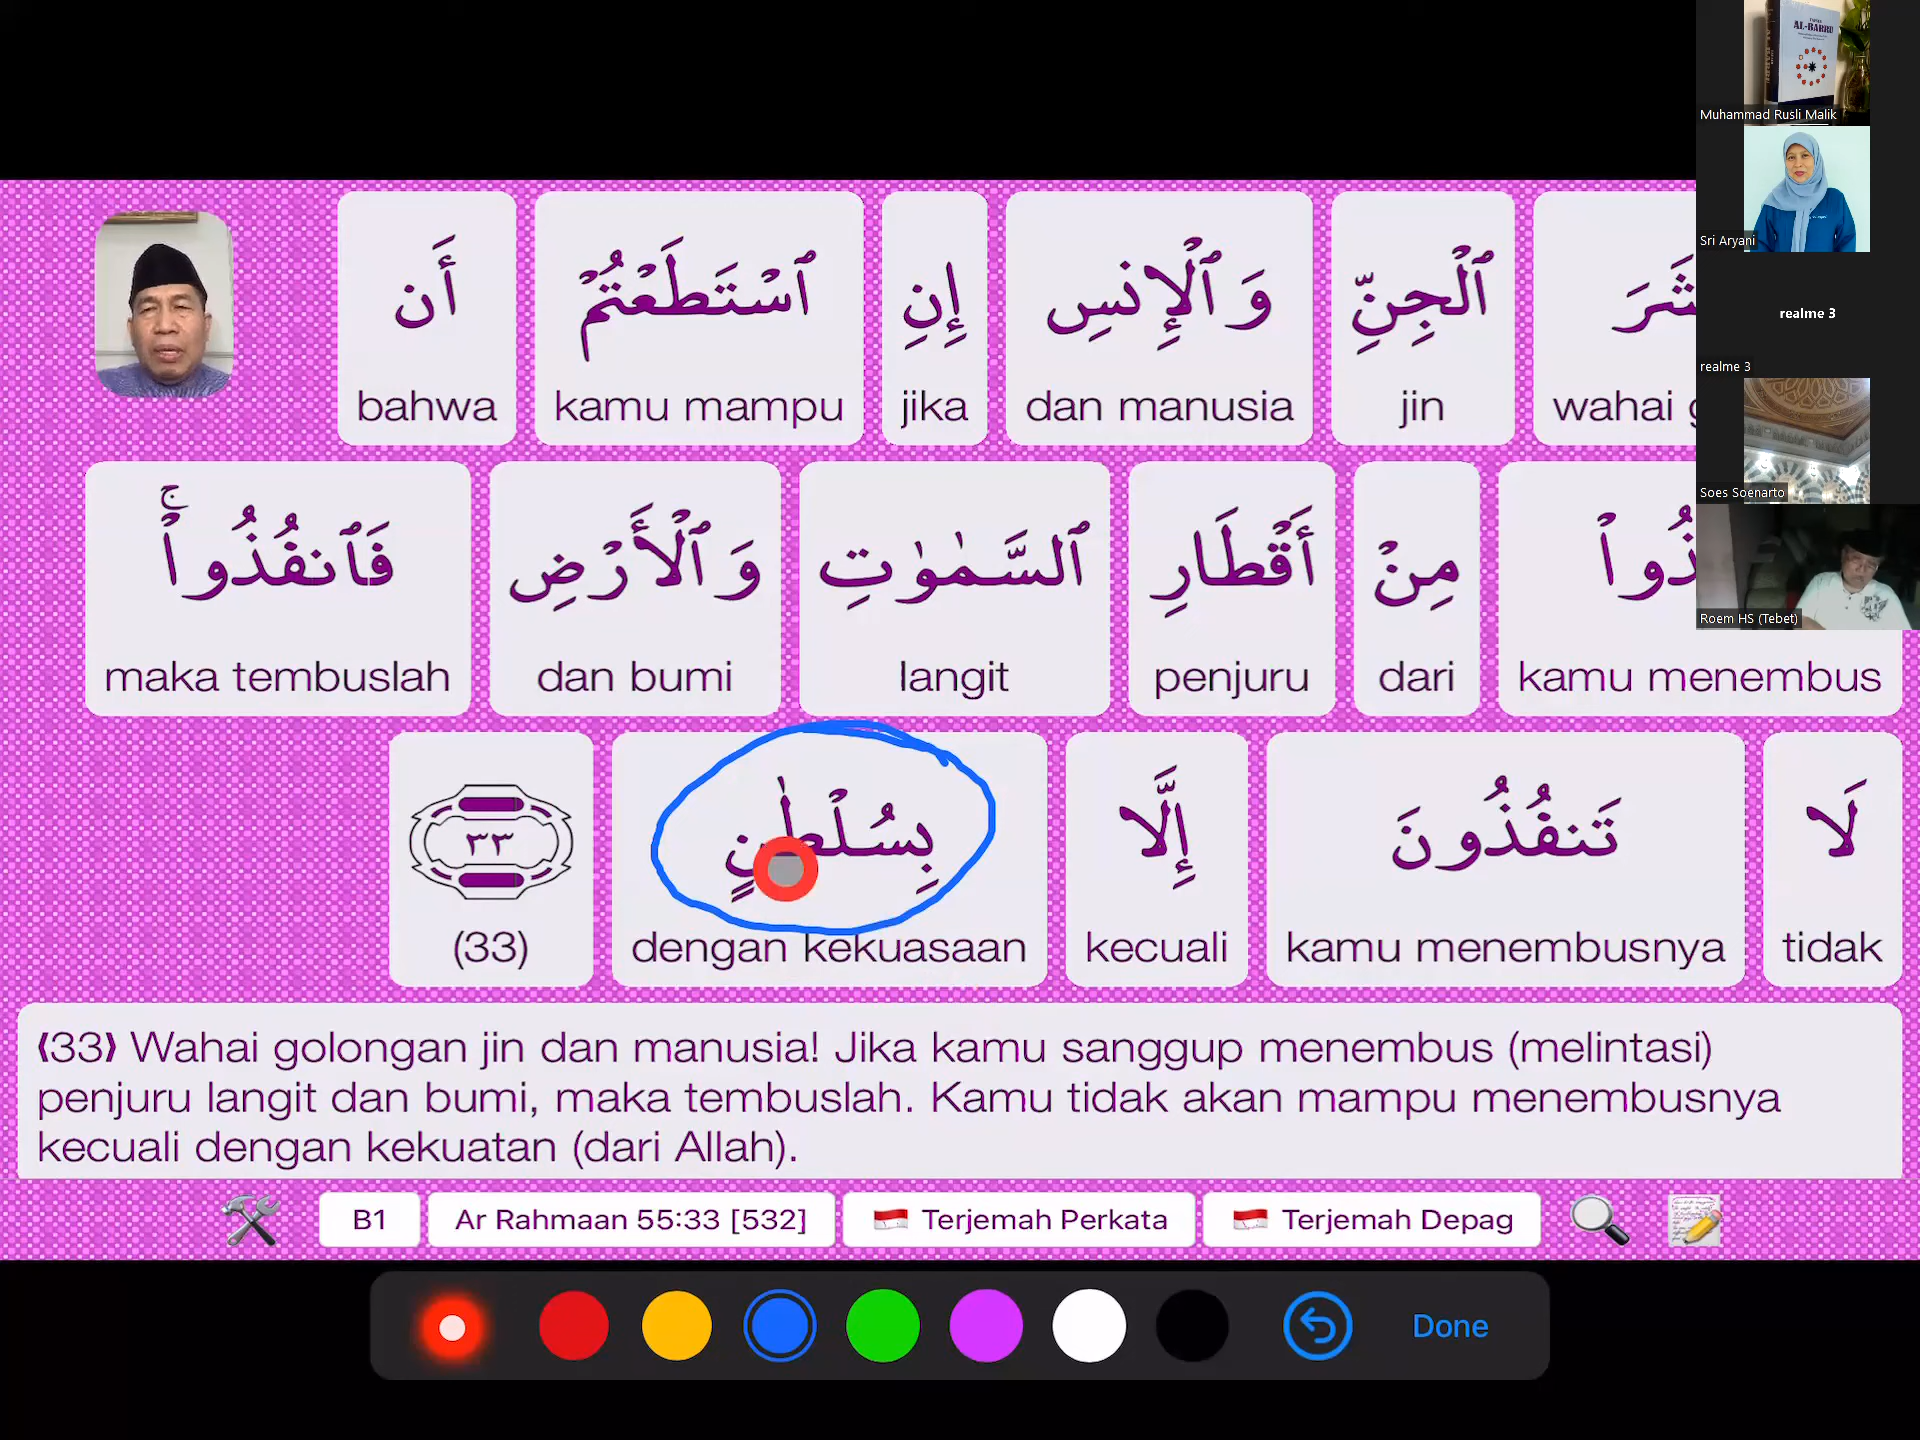 AL-BARRU
Muhammad Rusli Malik
Sri Aryani
realme 3
realme 3
Soes Soenarto
Roem HS (Tebet)
ٱلْجِنِّ وَٱلْإِنسِ إِنِ ٱسْتَطَعْتُمْ أَن
wahai jin dan manusia jika kamu mampu bahwa
مِنْ أَقْطَارِ ٱلسَّمَٰوَٰتِ وَٱلْأَرْضِ فَٱنفُذُوا۟ۚ
kamu menembus dari penjuru langit dan bumi maka tembuslah
لَا تَنفُذُونَ إِلَّا بِسُلْطَٰنٍ ٣٣
tidak kamu menembusnya kecuali dengan kekuasaan (33)
(33) Wahai golongan jin dan manusia! Jika kamu sanggup menembus (melintasi)
penjuru langit dan bumi, maka tembuslah. Kamu tidak akan mampu menembusnya
kecuali dengan kekuatan (dari Allah).
B1 Ar Rahmaan 55:33 [532] Terjemah Perkata Terjemah Depag
Done